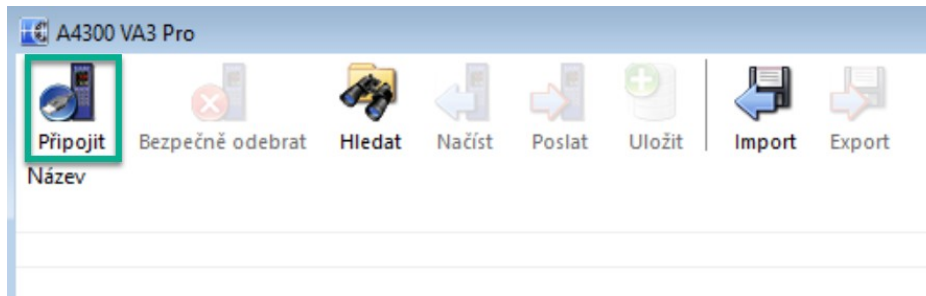 A4300 VA3 Pro
Připojit Bezpečně odebrat Hledat Načíst Poslat Uložit Import Export
Název